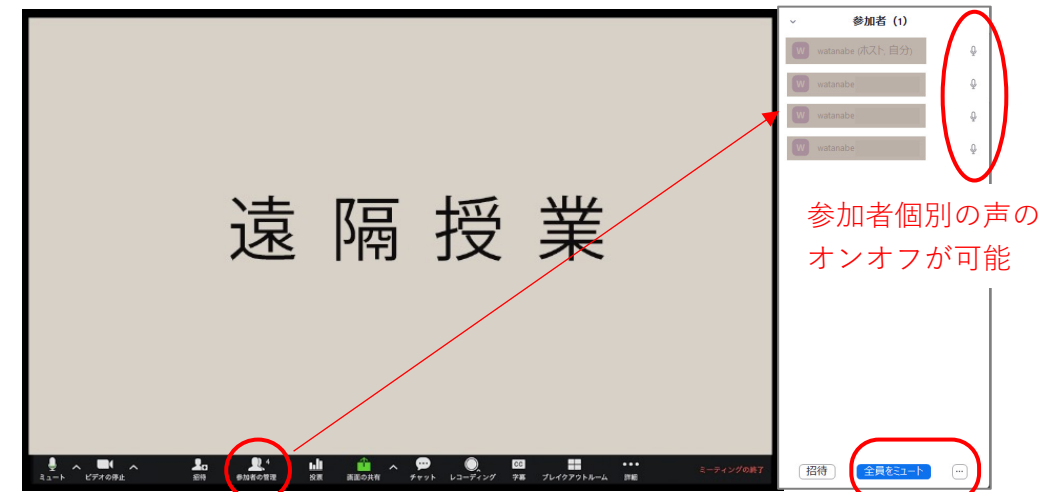 参加者 (1)
W watanabe (ホスト, 自分)
W watanabe
W watanabe
W watanabe
遠隔授業
参加者個別の声の
オンオフが可能
ミュート
ビデオの停止
招待
4
参加者の管理
投票
画面の共有
チャット
レコーディング
CC
字幕
ブレイクアウトルーム
詳細
ミーティングの終了
招待
全員をミュート